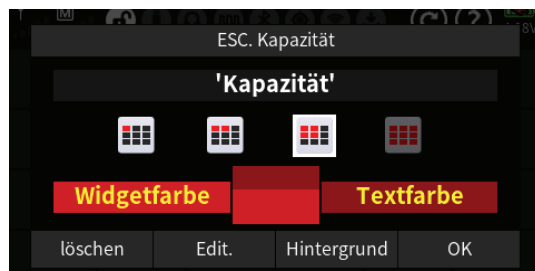 M
ESC. Kapazität
'Kapazität'
Widgetfarbe Textfarbe
löschen Edit. Hintergrund OK